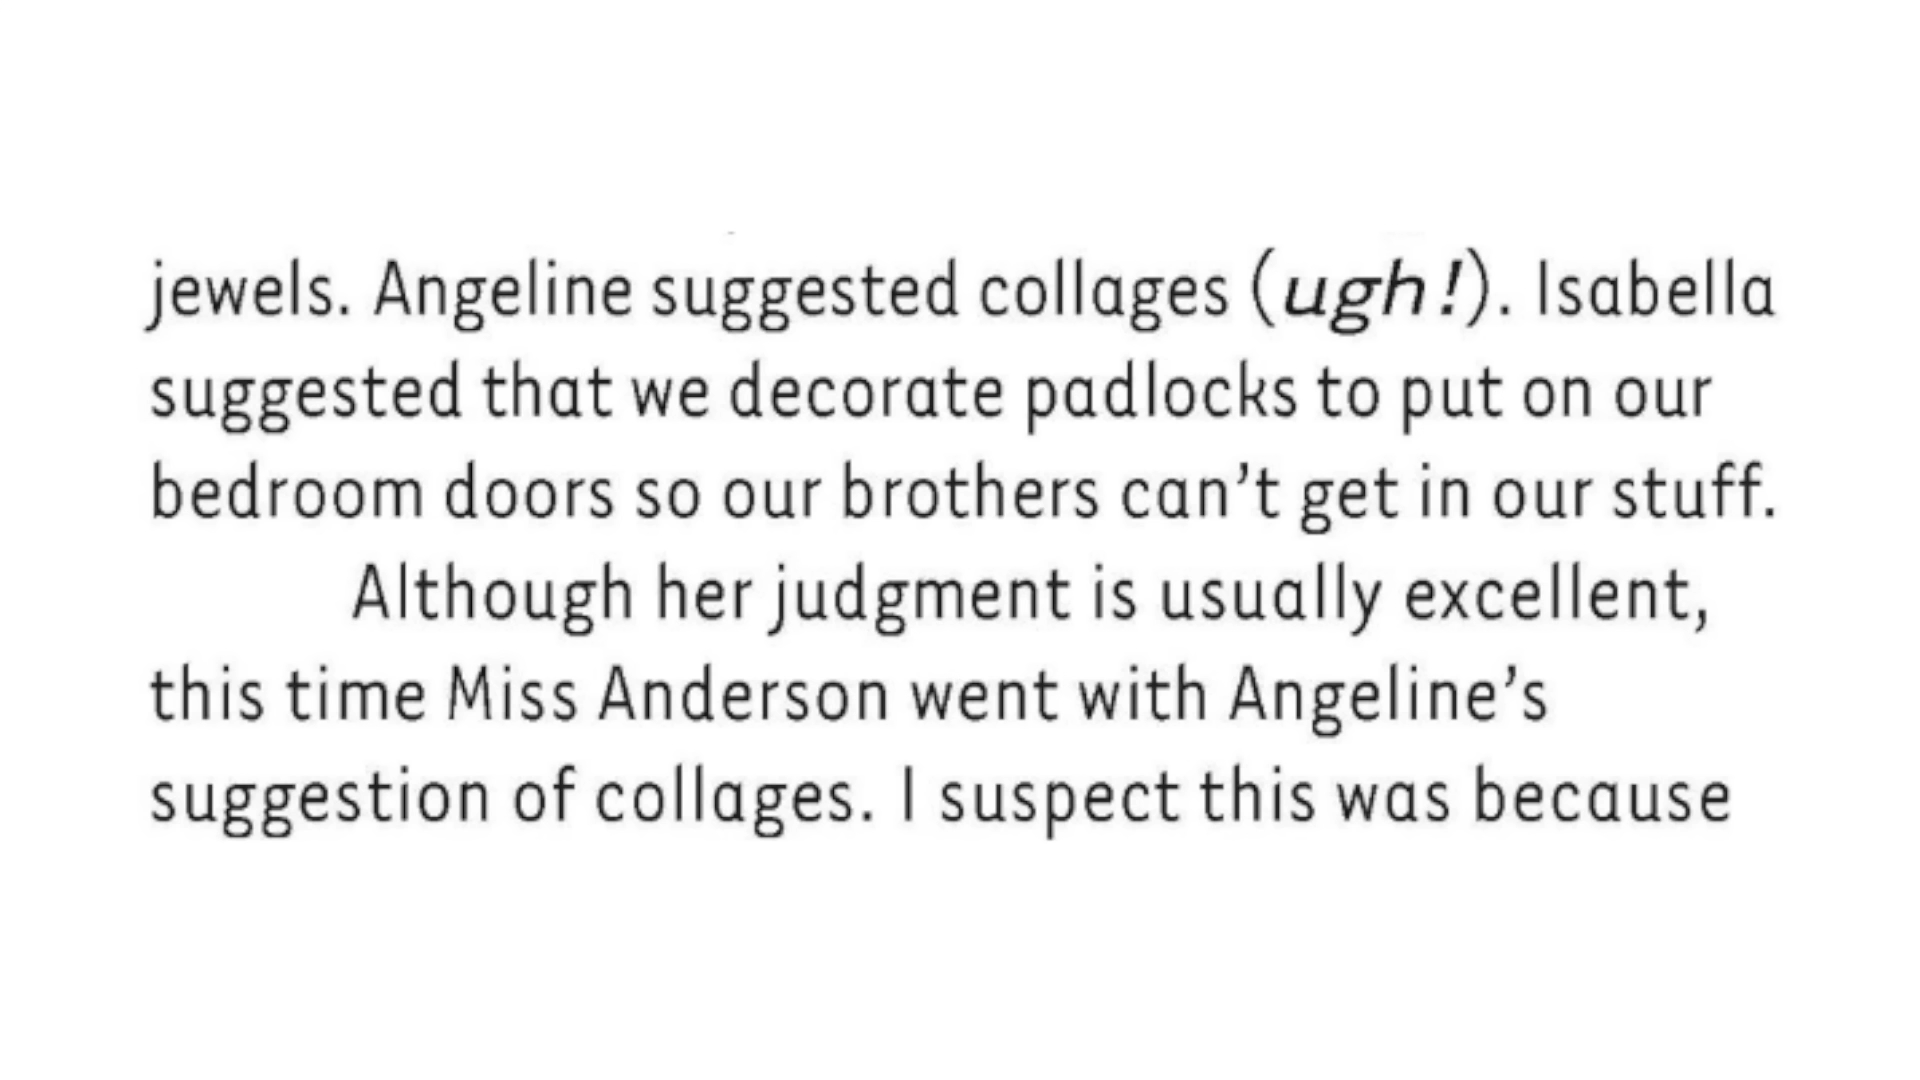 jewels. Angeline suggested collages (ugh!). Isabella
suggested that we decorate padlocks to put on our
bedroom doors so our brothers can’t get in our stuff.
Although her judgment is usually excellent,
this time Miss Anderson went with Angeline’s
suggestion of collages. I suspect this was because